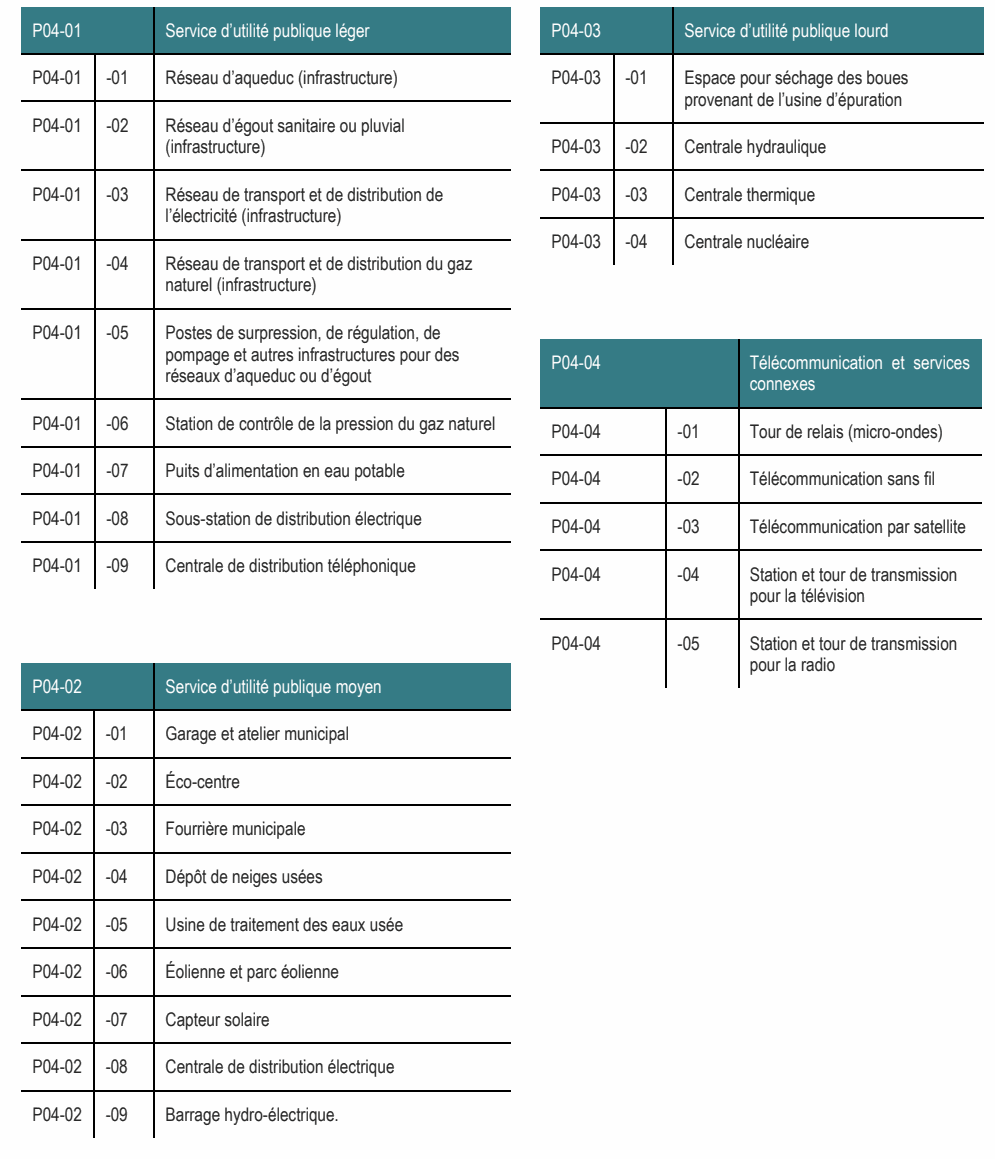 P04-01 Service d’utilité publique léger
P04-01 -01 Réseau d’aqueduc (infrastructure)
P04-01 -02 Réseau d’égout sanitaire ou pluvial
(infrastructure)
P04-01 -03 Réseau de transport et de distribution de
l’électricité (infrastructure)
P04-01 -04 Réseau de transport et de distribution du gaz
naturel (infrastructure)
P04-01 -05 Postes de surpression, de régulation, de
pompage et autres infrastructures pour des
réseaux d’aqueduc ou d’égout
P04-01 -06 Station de contrôle de la pression du gaz naturel
P04-01 -07 Puits d’alimentation en eau potable
P04-01 -08 Sous-station de distribution électrique
P04-01 -09 Centrale de distribution téléphonique
P04-02 Service d’utilité publique moyen
P04-02 -01 Garage et atelier municipal
P04-02 -02 Éco-centre
P04-02 -03 Fourrière municipale
P04-02 -04 Dépôt de neiges usées
P04-02 -05 Usine de traitement des eaux usée
P04-02 -06 Éolienne et parc éolienne
P04-02 -07 Capteur solaire
P04-02 -08 Centrale de distribution électrique
P04-02 -09 Barrage hydro-électrique.
P04-03 Service d’utilité publique lourd
P04-03 -01 Espace pour séchage des boues
provenant de l’usine d’épuration
P04-03 -02 Centrale hydraulique
P04-03 -03 Centrale thermique
P04-03 -04 Centrale nucléaire
P04-04 Télécommunication et services
connexes
P04-04 -01 Tour de relais (micro-ondes)
P04-04 -02 Télécommunication sans fil
P04-04 -03 Télécommunication par satellite
P04-04 -04 Station et tour de transmission
pour la télévision
P04-04 -05 Station et tour de transmission
pour la radio